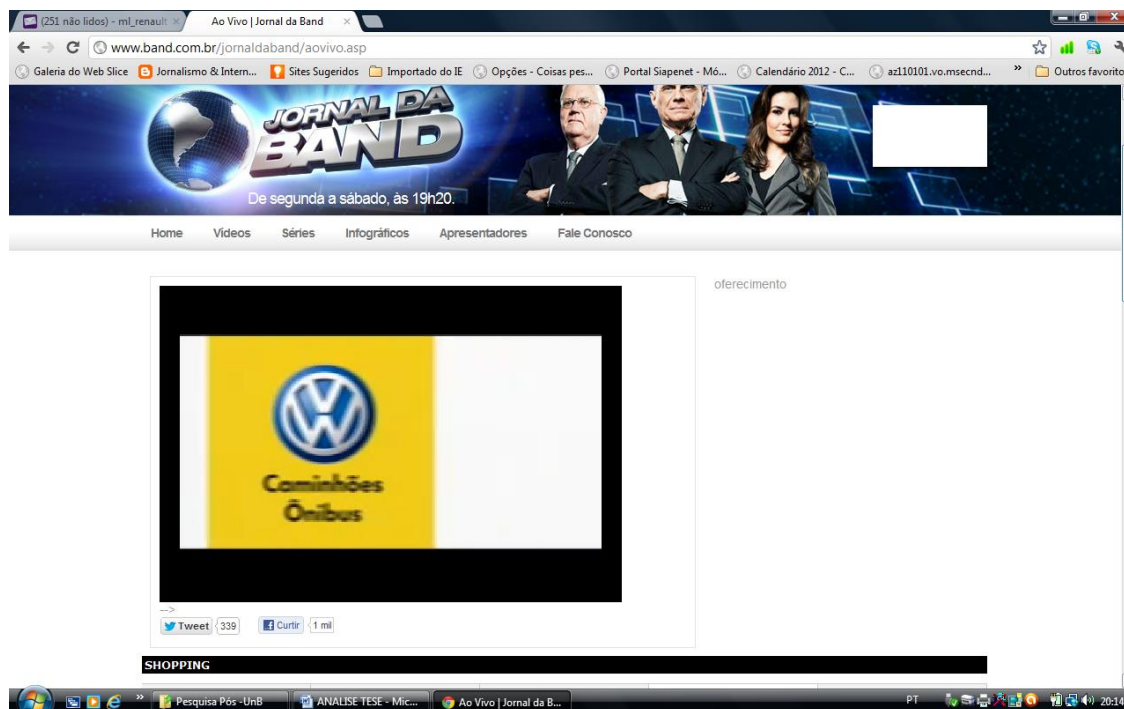 (251 não lidos) - ml_renault
Ao Vivo | Jornal da Band
www.band.com.br/jornaldaband/aovivo.asp
Galeria do Web Slice
Jornalismo & Intern...
Sites Sugeridos
Importado do IE
Opções - Coisas pes...
Portal Siapenet - Mó...
Calendário 2012 - C...
az110101.vo.msecnd...
Outros favorito
JORNAL DA
BAND
De segunda a sábado, às 19h20.
Home Vídeos Séries Infográficos Apresentadores Fale Conosco
oferecimento
Caminhões
Ônibus
-->
Tweet 339 Curtir 1 mil
SHOPPING
Pesquisa Pós -UnB
ANALISE TESE - Mic...
Ao Vivo | Jornal da B...
PT
20:14